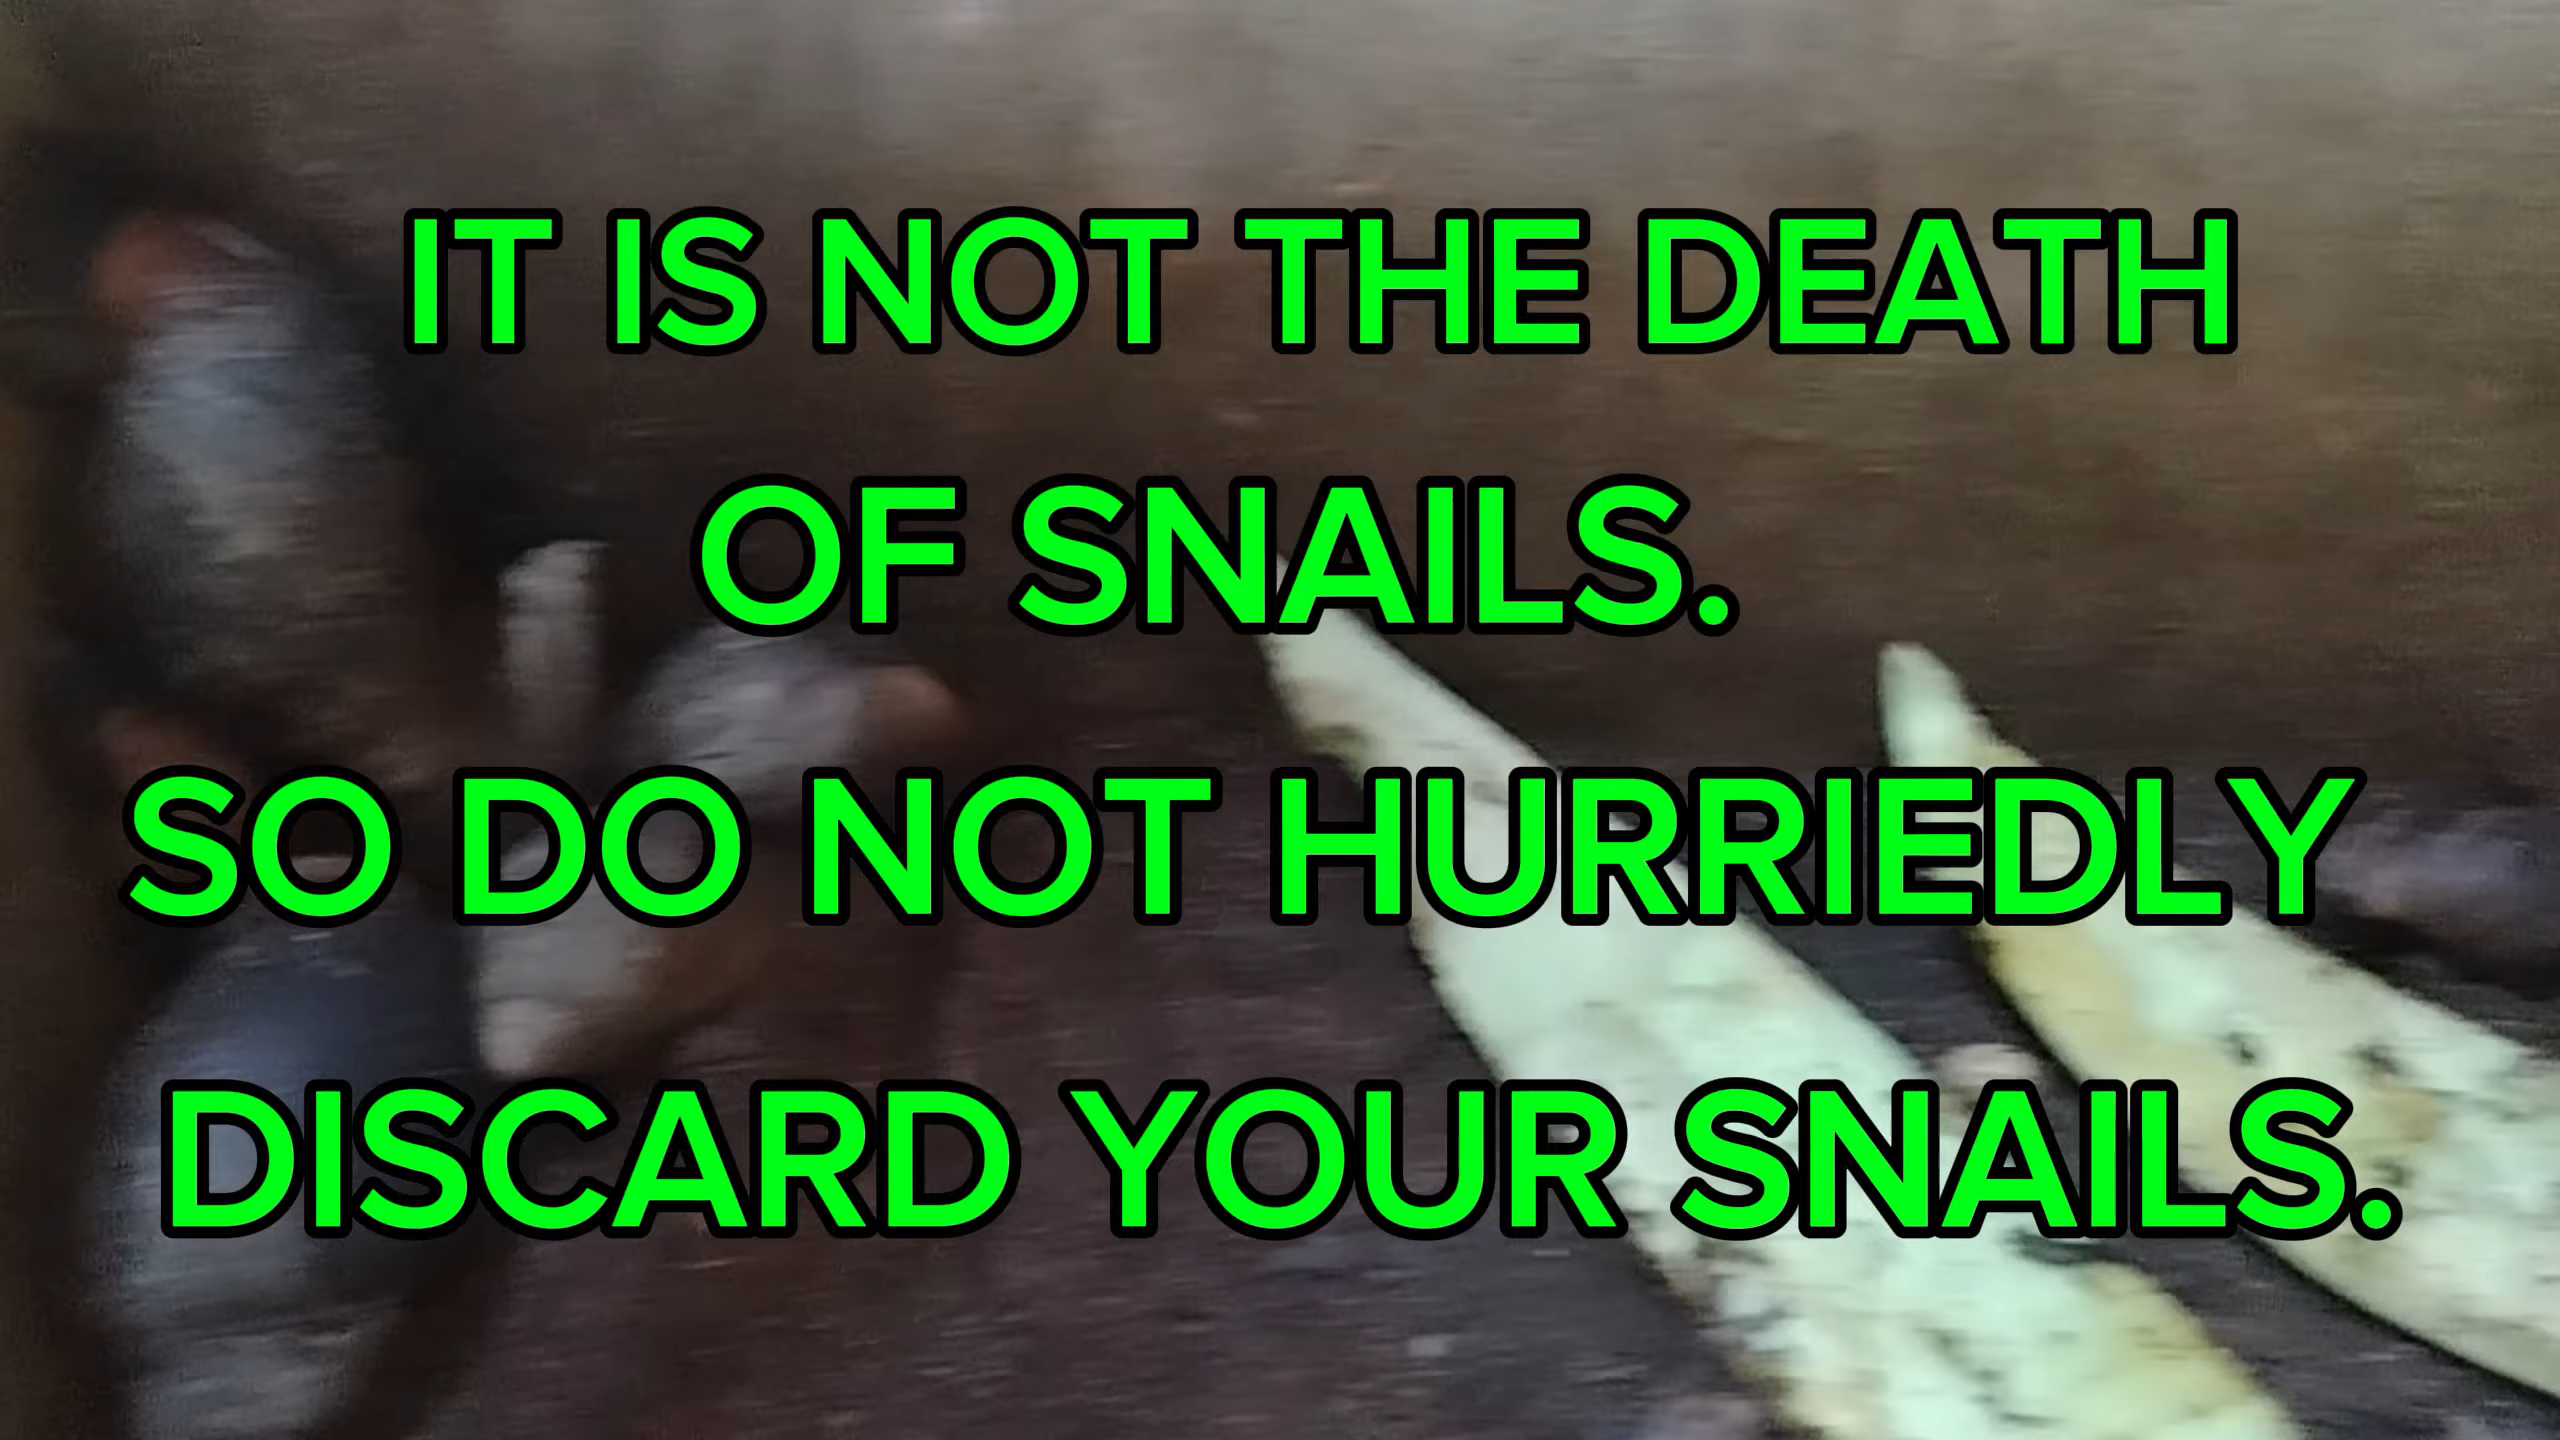 IT IS NOT THE DEATH
OF SNAILS.
SO DO NOT HURRIEDLY
DISCARD YOUR SNAILS.